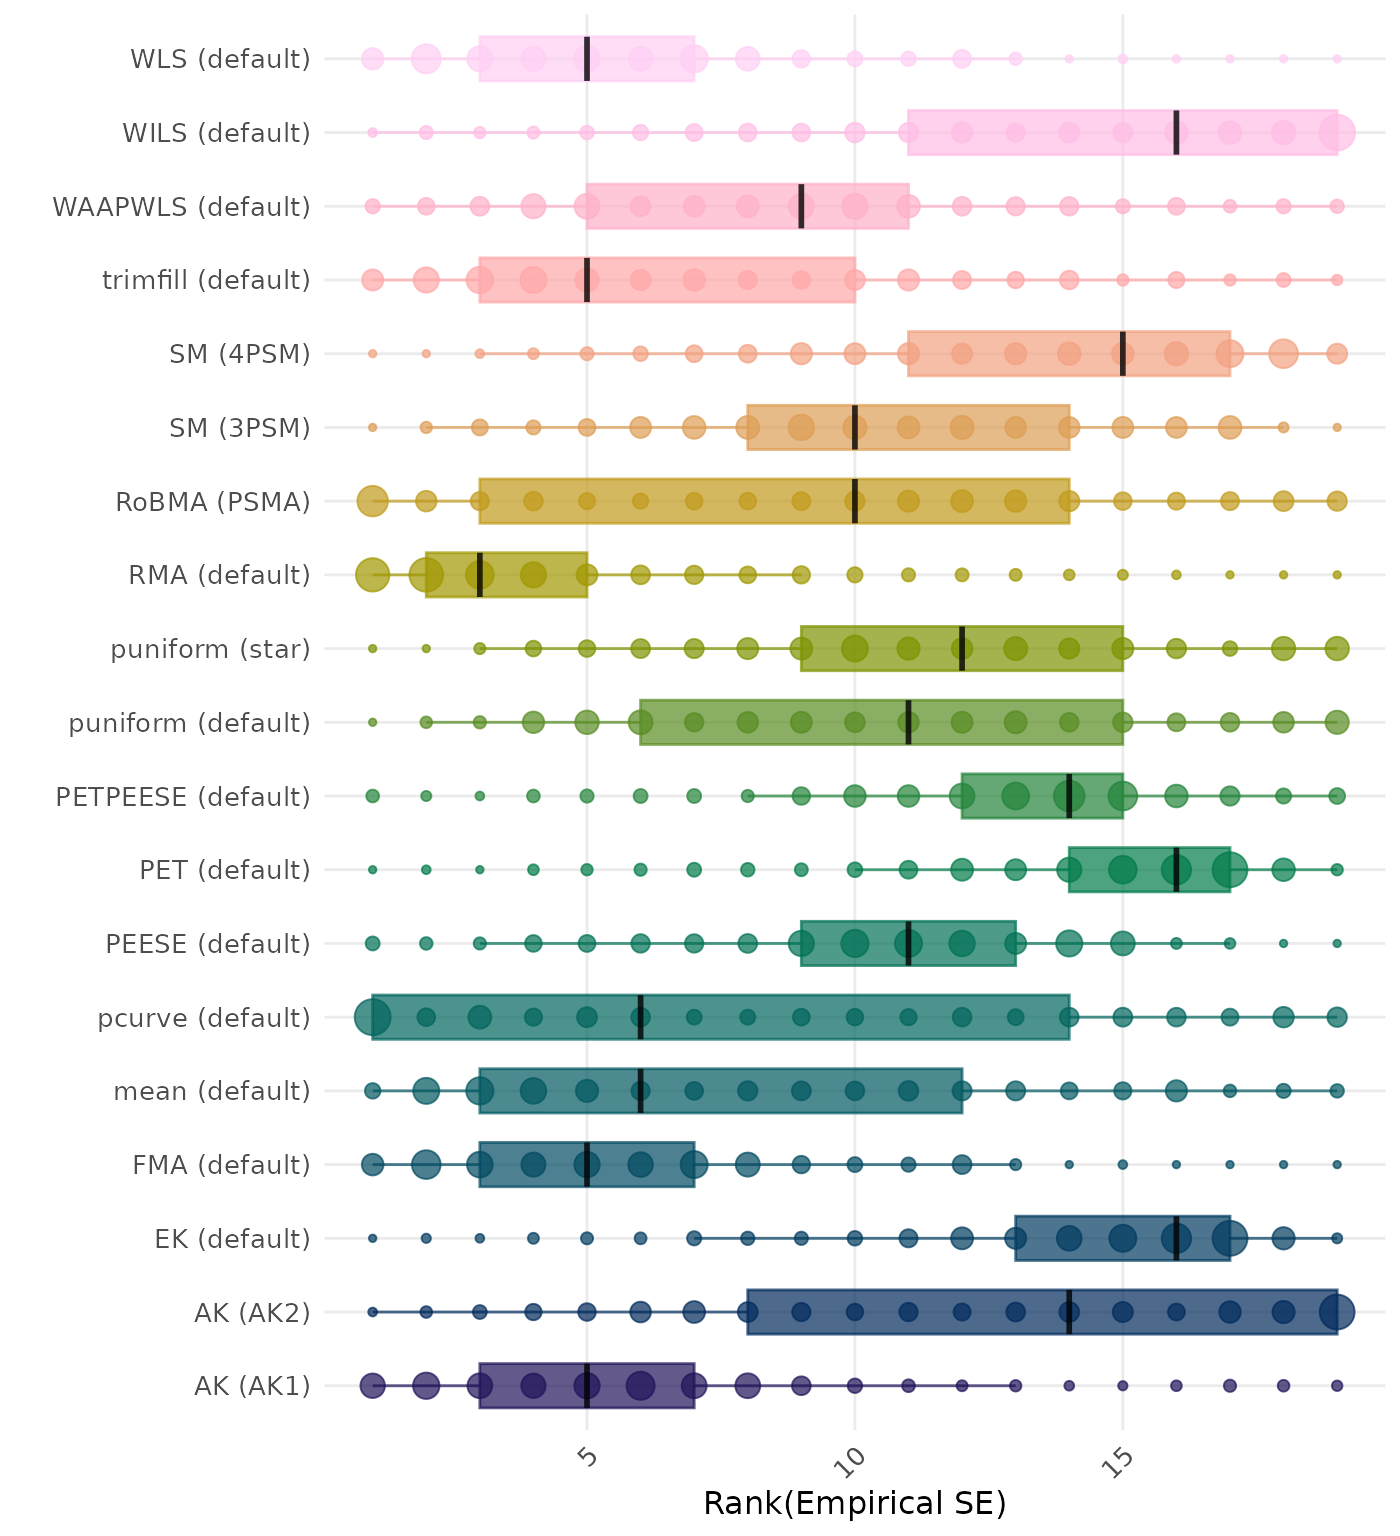 WLS (default)
WILS (default)
WAAPWLS (default)
trimfill (default)
SM (4PSM)
SM (3PSM)
RoBMA (PSMA)
RMA (default)
puniform (star)
puniform (default)
PETPEESE (default)
PET (default)
PEESE (default)
pcurve (default)
mean (default)
FMA (default)
EK (default)
AK (AK2)
AK (AK1)
5
10
15
Rank(Empirical SE)